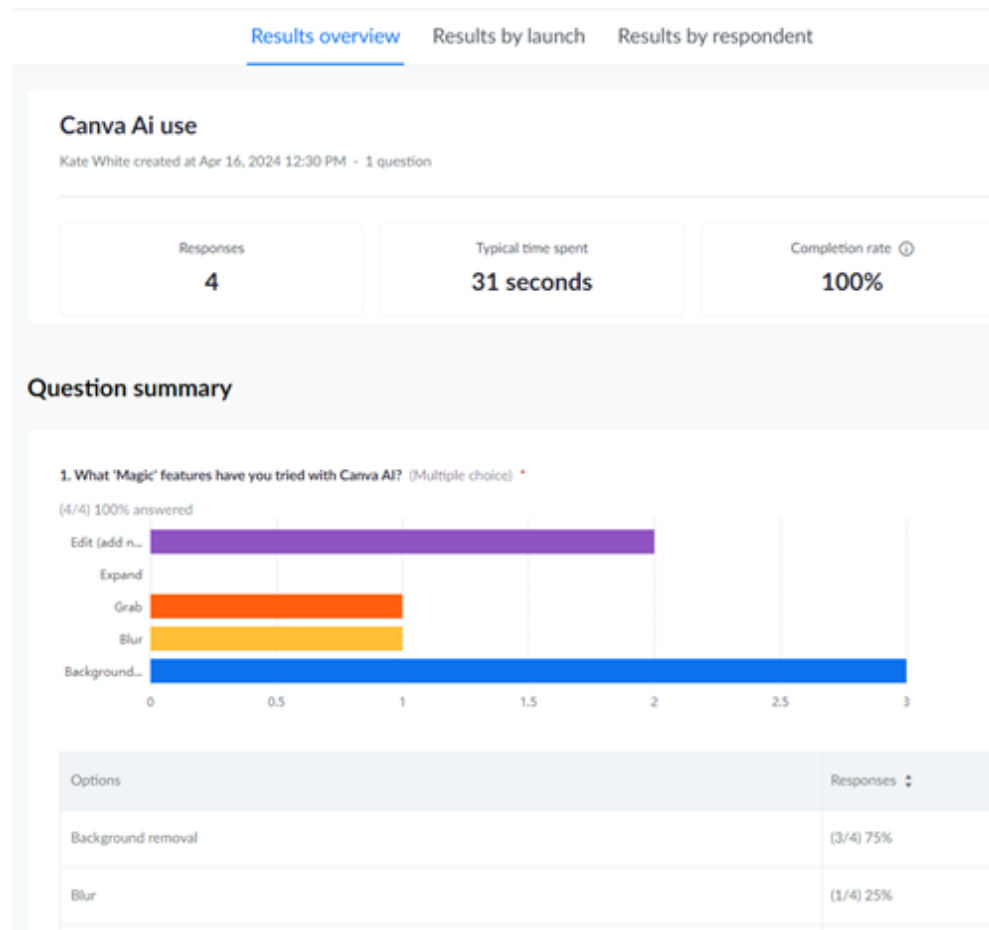 Results overview Results by launch Results by respondent
Canva Ai use
Kate White created at Apr 16, 2024 12:30 PM - 1 question
Responses Typical time spent Completion rate
4 31 seconds 100%
Question summary
1. What 'Magic' features have you tried with Canva AI? (Multiple choice) *
(4/4) 100% answered
Edit (add n...
Expand
Grab
Blur
Background...
0 0.5 1 1.5 2 2.5 3
Options Responses
Background removal (3/4) 75%
Blur (1/4) 25%